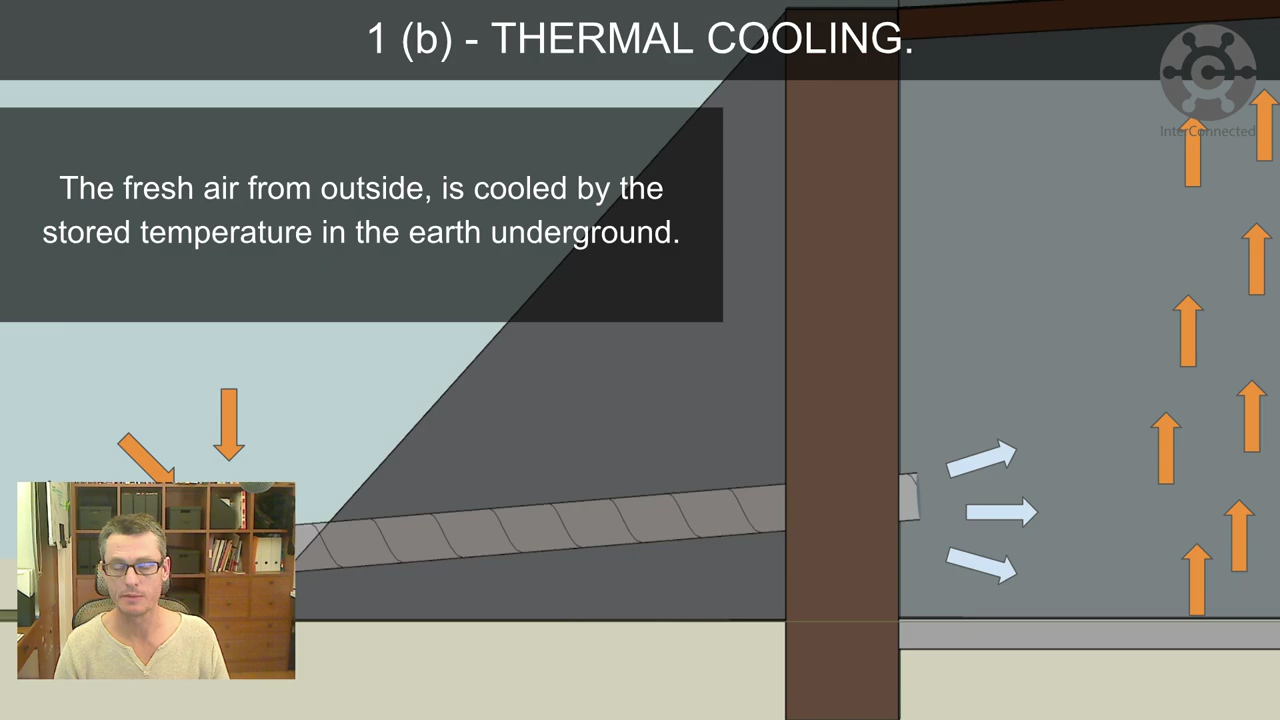 1 (b) - THERMAL COOLING.
InterConnected
The fresh air from outside, is cooled by the
stored temperature in the earth underground.